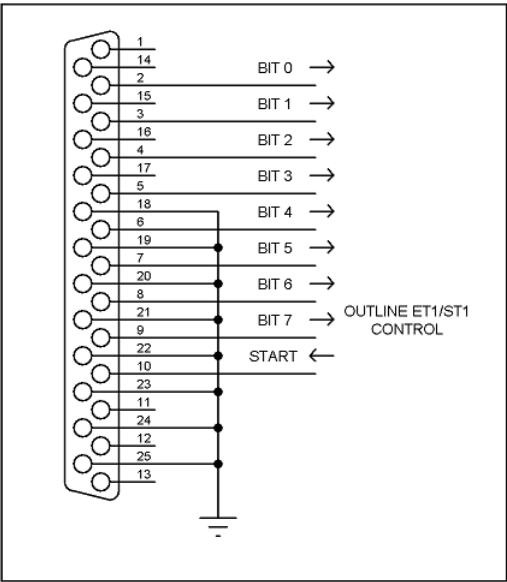 1
14
BIT 0 →
2
15
BIT 1 →
3
16
BIT 2 →
4
17
BIT 3 →
5
18
BIT 4 →
6
19
BIT 5 →
7
20
BIT 6 →
8
21
BIT 7 →
OUTLINE ET1/ST1
CONTROL
9
22
START ←
10
23
11
24
12
25
13